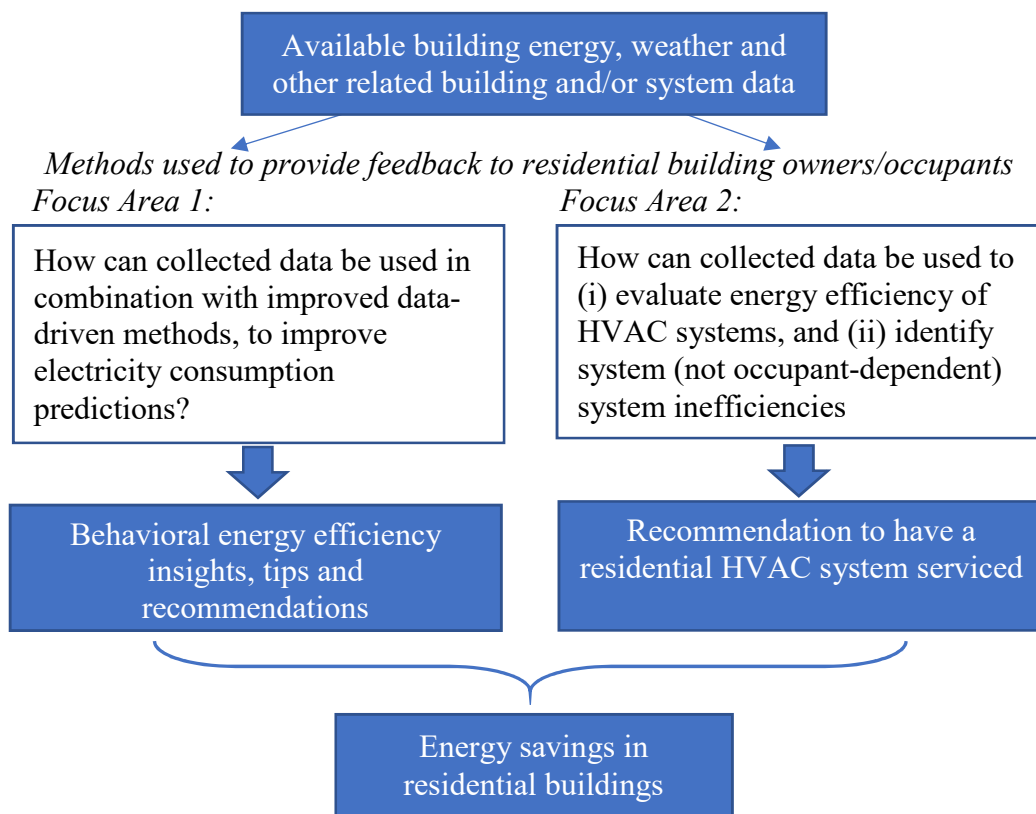 Available building energy, weather and
other related building and/or system data
Methods used to provide feedback to residential building owners/occupants
Focus Area 1:
How can collected data be used in
combination with improved data-
driven methods, to improve
electricity consumption
predictions?
Behavioral energy efficiency
insights, tips and
recommendations
Focus Area 2:
How can collected data be used to
(i) evaluate energy efficiency of
HVAC systems, and (ii) identify
system (not occupant-dependent)
system inefficiencies
Recommendation to have a
residential HVAC system serviced
Energy savings in
residential buildings